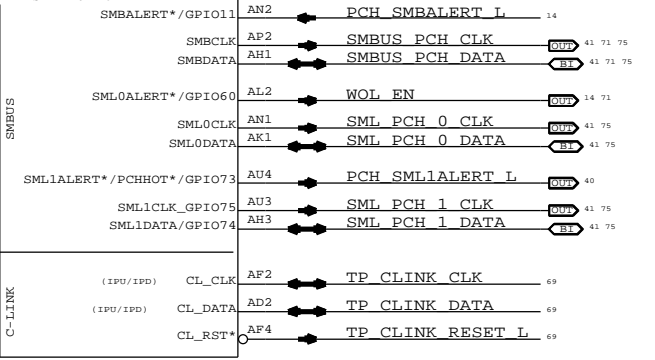 SMBALERT*/GPIO11 AN2 PCH_SMBALERT_L 14
SMBCLK AP2 SMBUS_PCH_CLK OUT 41 71 75
SMBDATA AH1 SMBUS_PCH_DATA BI 41 71 75
SML0ALERT*/GPIO60 AL2 WOL_EN OUT 14 71
SML0CLK AN1 SML_PCH_0_CLK OUT 41 75
SML0DATA AK1 SML_PCH_0_DATA BI 41 75
SML1ALERT*/PCHHOT*/GPIO73 AU4 PCH_SML1ALERT_L OUT 40
SML1CLK_GPIO75 AU3 SML_PCH_1_CLK OUT 41 75
SML1DATA/GPIO74 AH3 SML_PCH_1_DATA BI 41 75
SMBUS
(IPU/IPD) CL_CLK AF2 TP_CLINK_CLK 69
(IPU/IPD) CL_DATA AD2 TP_CLINK_DATA 69
CL_RST* AF4 TP_CLINK_RESET_L 69
C-LINK